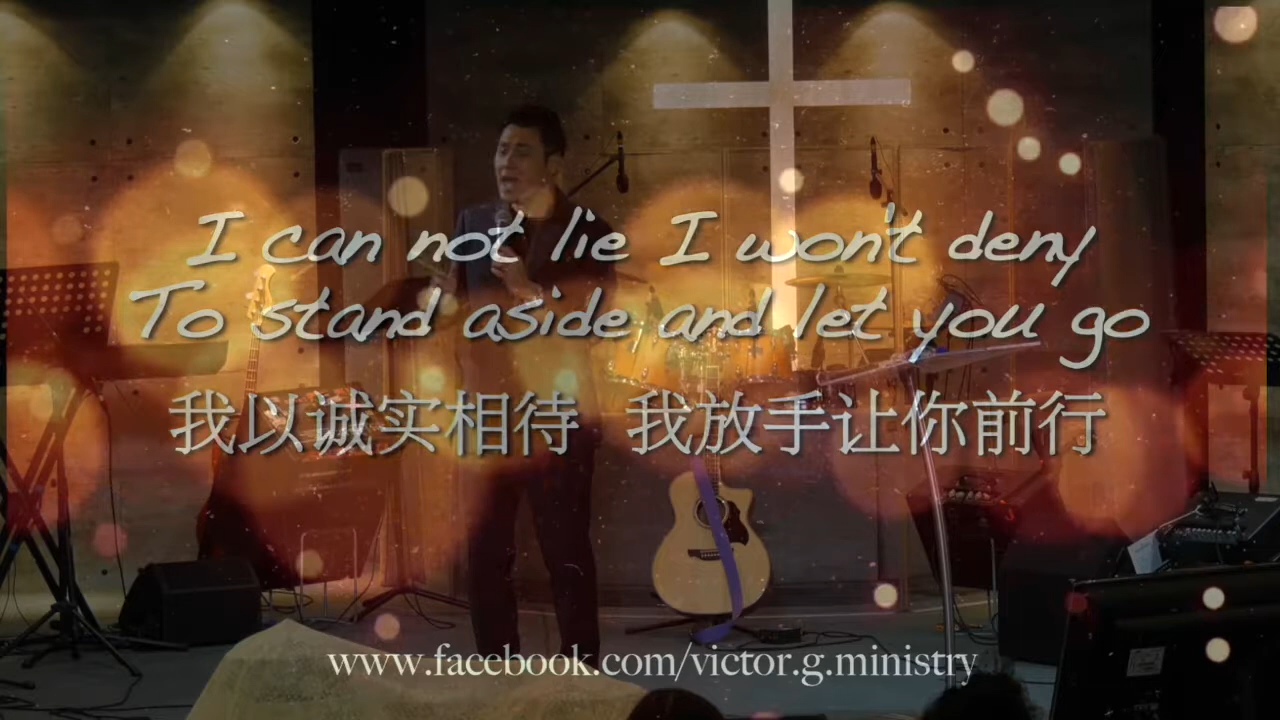 I can not lie I won't deny
To stand aside and let you go
我以诚实相待 我放手让你前行
www.facebook.com/victor.g.ministry